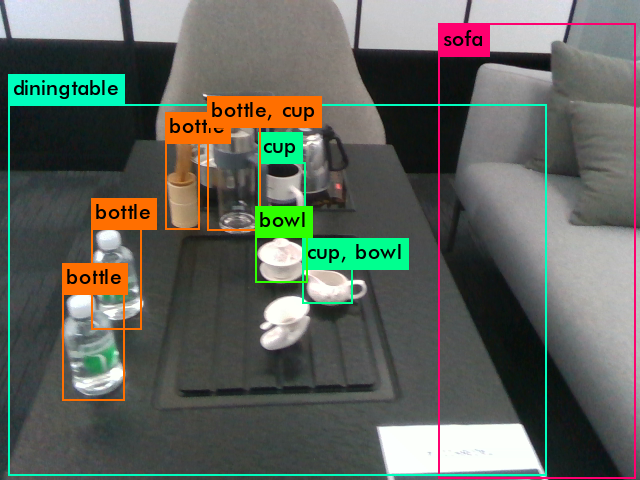 sofa
diningtable
bottle, cup
bottle
cup
bottle
bowl
cup, bowl
bottle